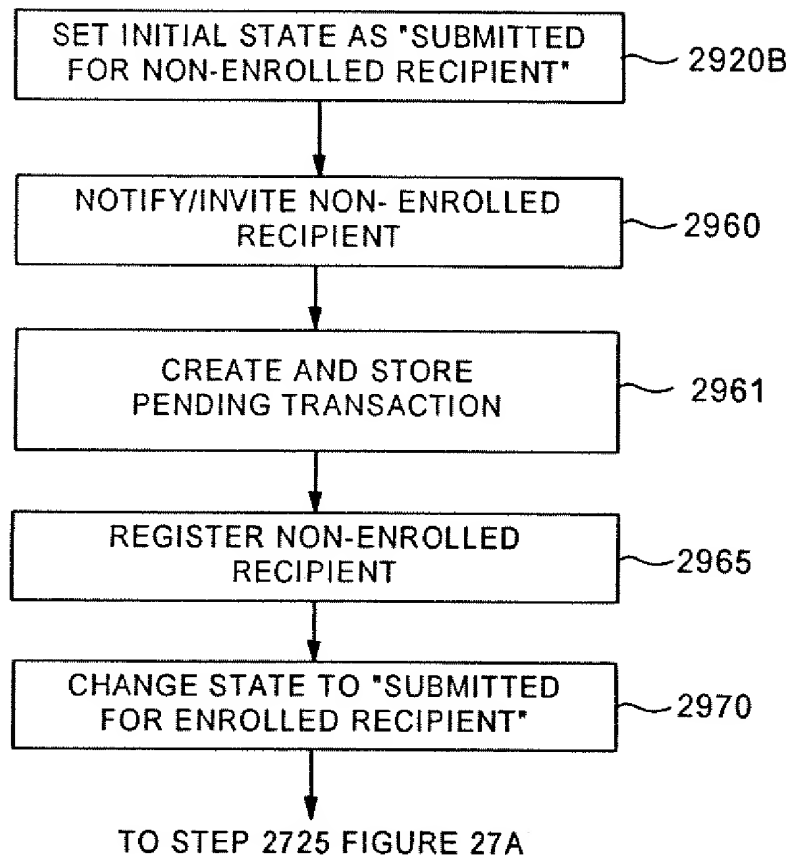 SET INITIAL STATE AS "SUBMITTED
FOR NON-ENROLLED RECIPIENT"
2920B
NOTIFY/INVITE NON- ENROLLED
RECIPIENT
2960
CREATE AND STORE
PENDING TRANSACTION
2961
REGISTER NON-ENROLLED
RECIPIENT
2965
CHANGE STATE TO "SUBMITTED
FOR ENROLLED RECIPIENT"
2970
TO STEP 2725 FIGURE 27A